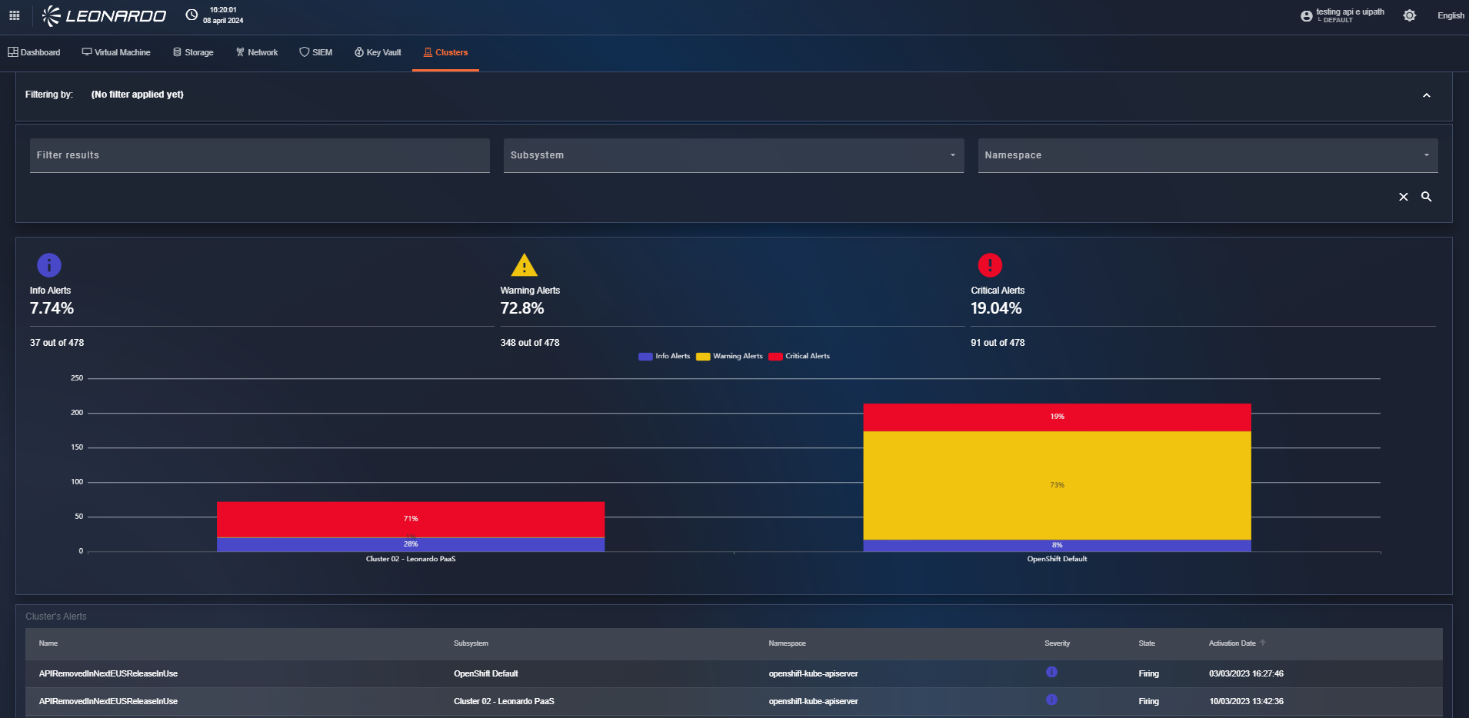 LEONARDO
16:20:01
08 april 2024
testing api e uipath
DEFAULT
English
Dashboard Virtual Machine Storage Network SIEM Key Vault Clusters
Filtering by: (No filter applied yet)
Filter results Subsystem Namespace
Info Alerts Warning Alerts Critical Alerts
7.74% 72.8% 19.04%
37 out of 478 348 out of 478 91 out of 478
Info Alerts Warning Alerts Critical Alerts
250
200
150
100
50
0
71%
28%
19%
73%
8%
Cluster 02 - Leonardo PaaS OpenShift Default
Cluster's Alerts
Name Subsystem Namespace Severity State Activation Date
APIRemovedInNextEUSReleaseInUse OpenShift Default openshift-kube-apiserver Firing 03/03/2023 16:27:46
APIRemovedInNextEUSReleaseInUse Cluster 02 - Leonardo PaaS openshift-kube-apiserver Firing 10/03/2023 13:42:36